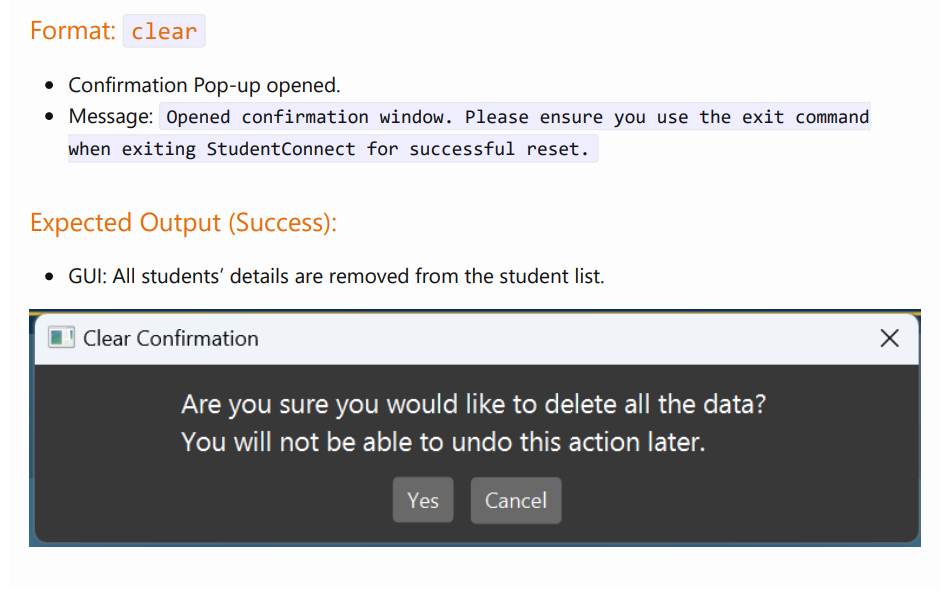 Format: clear
Confirmation Pop-up opened.
Message: Opened confirmation window. Please ensure you use the exit command
when exiting StudentConnect for successful reset.
Expected Output (Success):
GUI: All students’ details are removed from the student list.
Clear Confirmation
Are you sure you would like to delete all the data?
You will not be able to undo this action later.
Yes Cancel